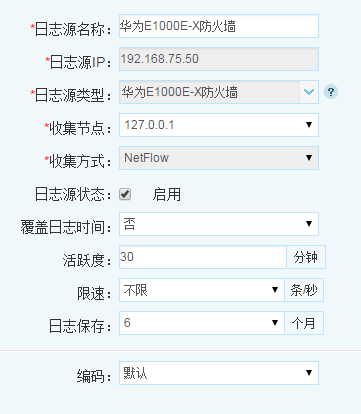 *日志源名称： 华为E1000E-X防火墙
*日志源IP： 192.168.75.50
*日志源类型： 华为E1000E-X防火墙 ?
*收集节点： 127.0.0.1
*收集方式： NetFlow
日志源状态： 启用
覆盖日志时间： 否
活跃度： 30 分钟
限速： 不限 条/秒
日志保存： 6 个月
编码： 默认